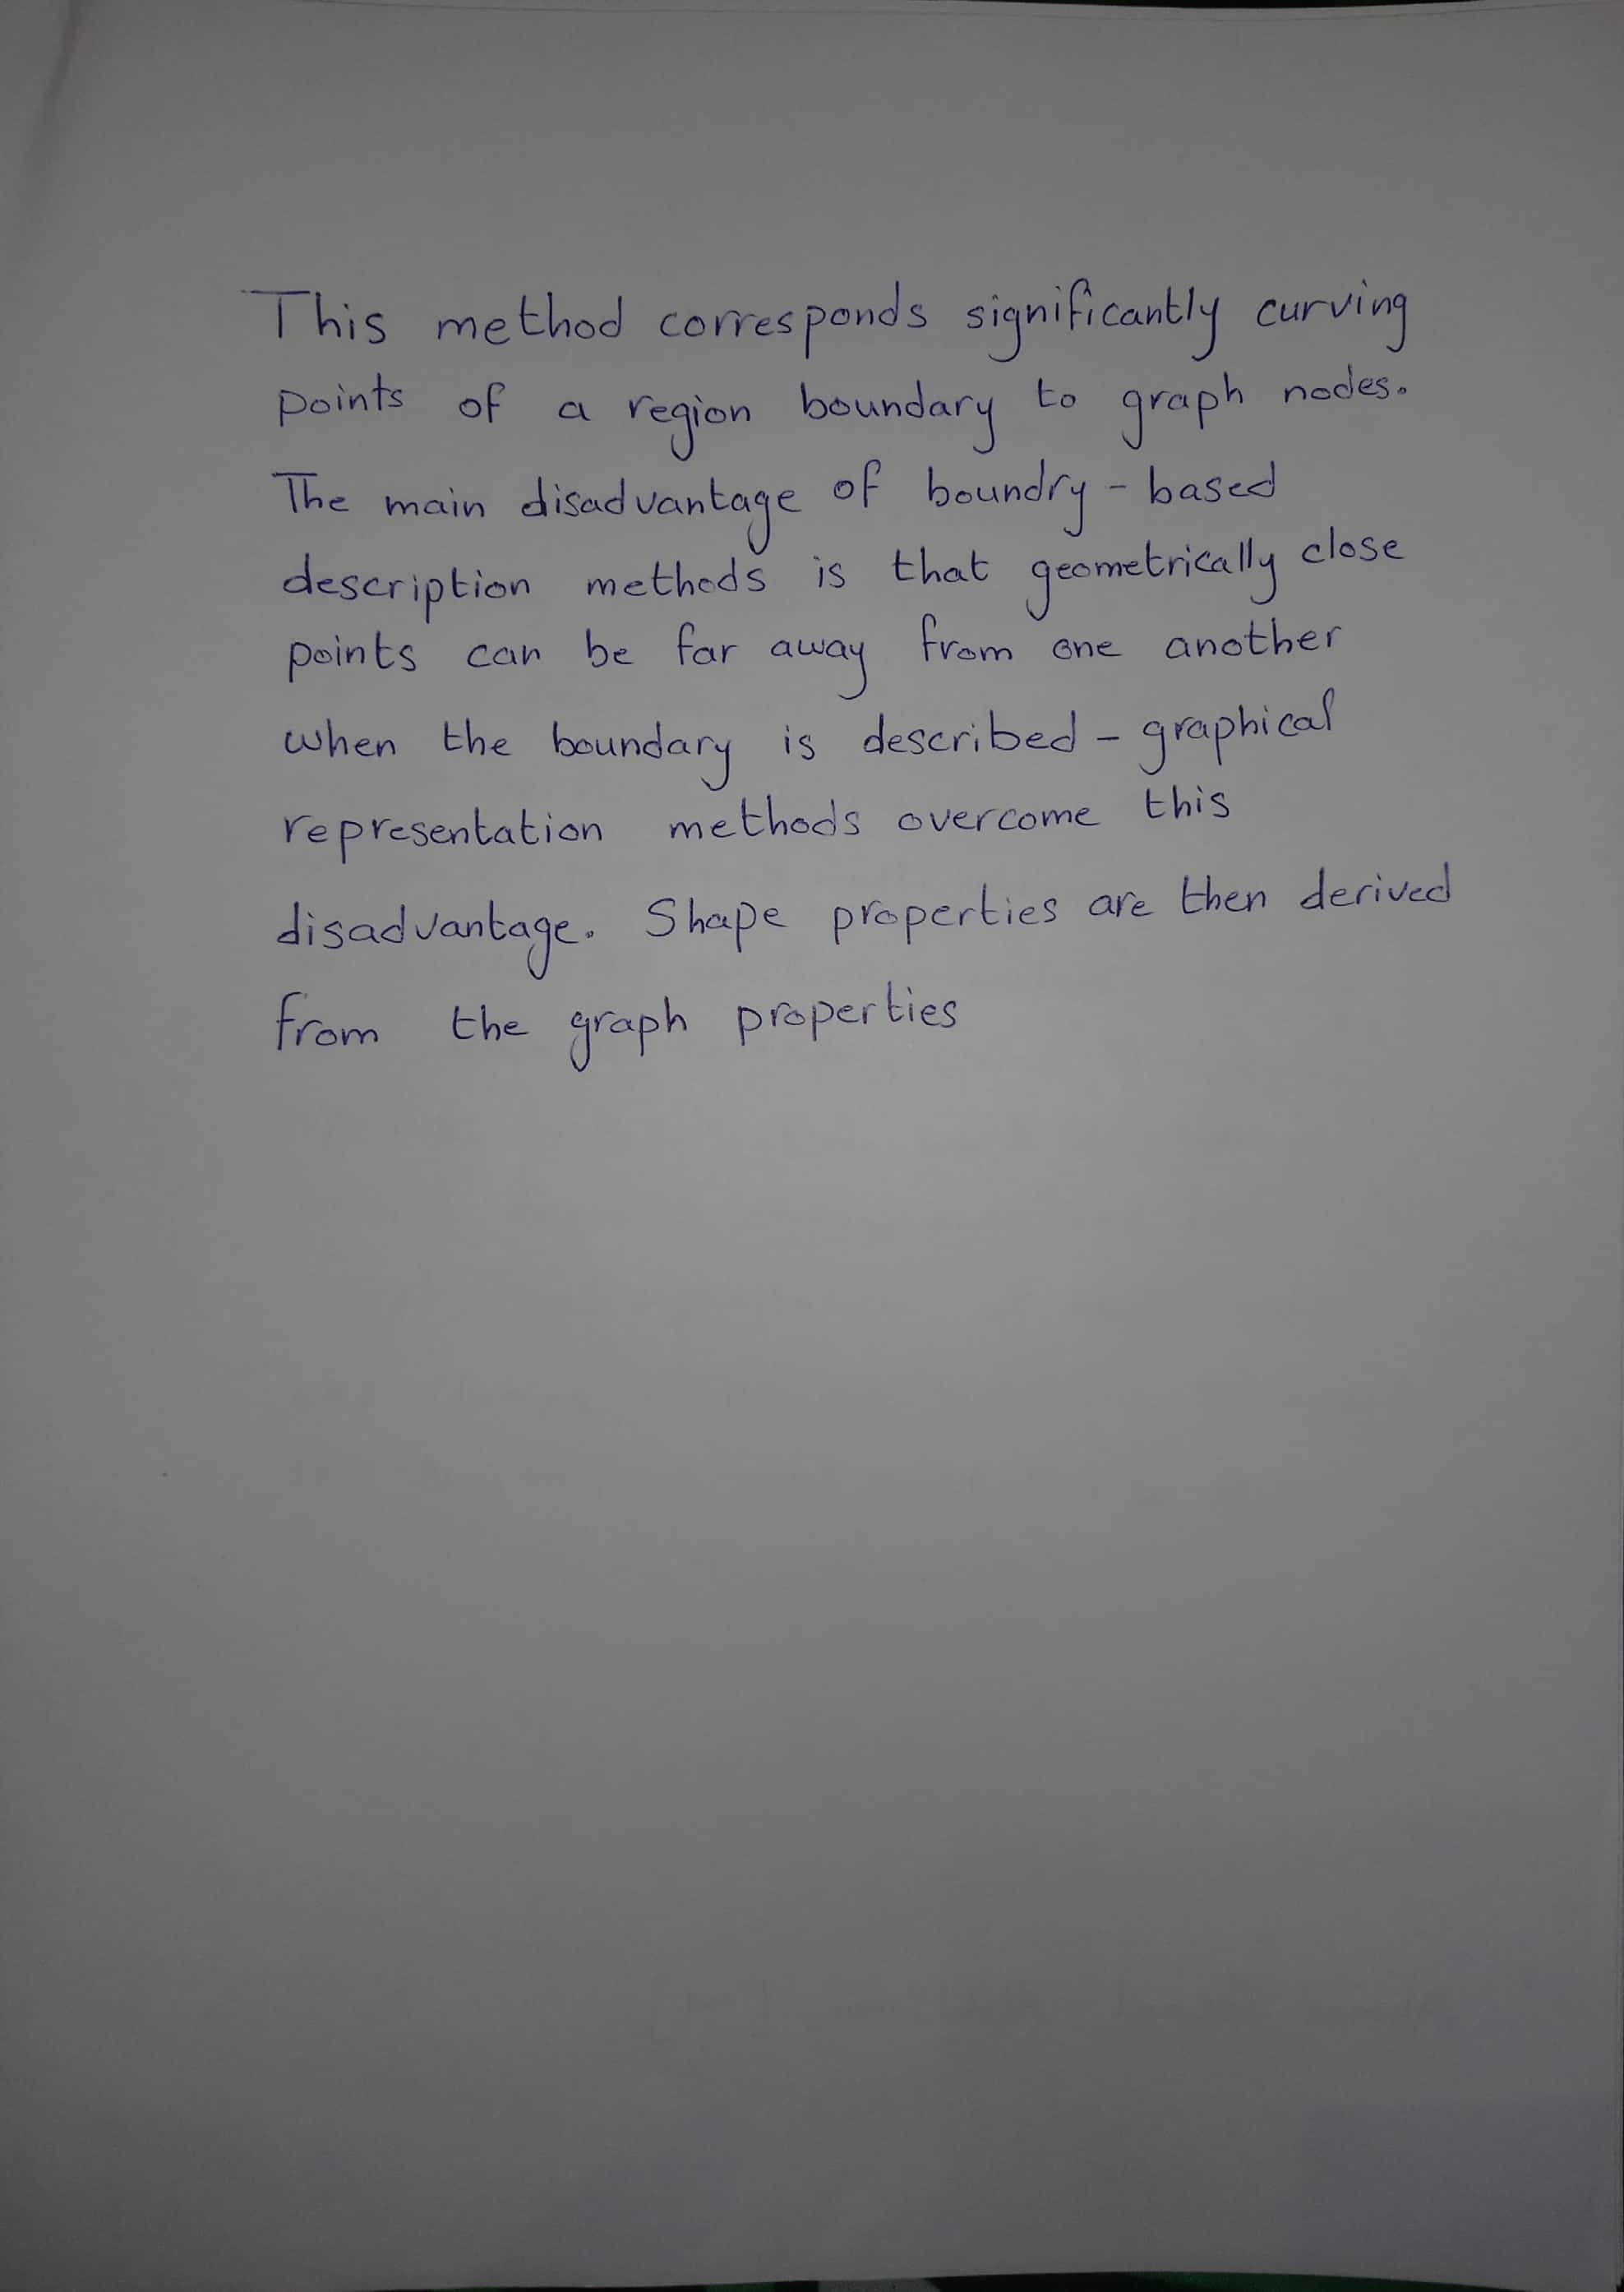 This method corresponds significantly curving
points of a region boundary to graph nodes.
The main disadvantage of boundry - based
description methods is that geometrically close
points can be far away from one another
when the boundary is described - graphical
representation methods overcome this
disadvantage. Shape properties are then derived
from the graph properties